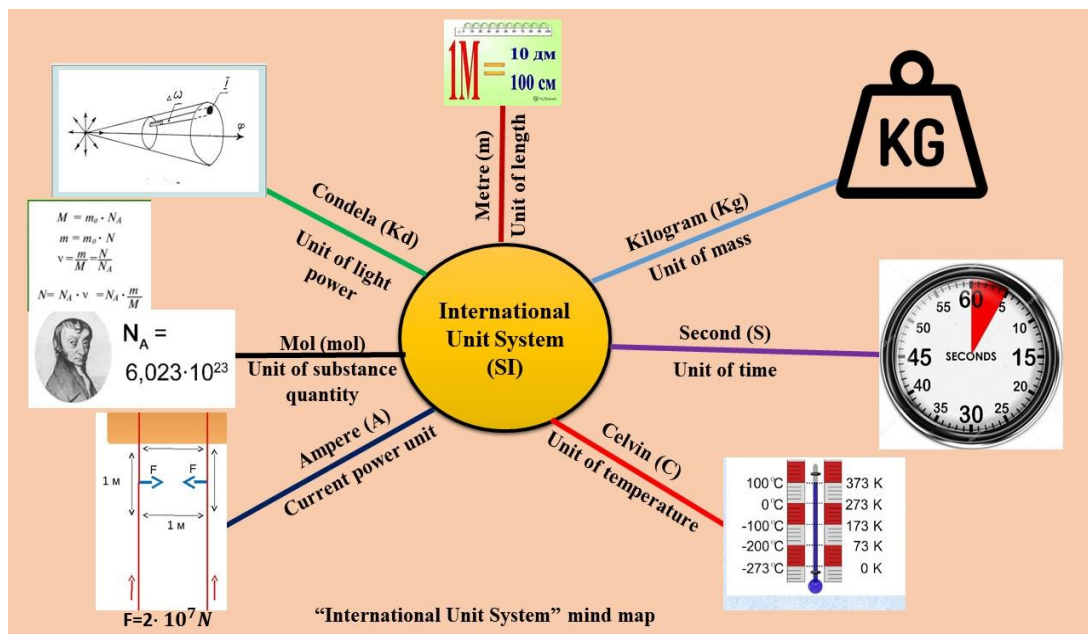 1М = 10 дм
100 см
MyShared
Metre (m)
Unit of length
KG
Kilogram (Kg)
Unit of mass
Δω
I
φ
Condela (Kd)
Unit of light
power
M = m₀ · N_A
m = m₀ · N
ν = m/M = N/N_A
N = N_A · ν = N_A · m/M
International
Unit System
(SI)
Second (S)
Unit of time
60
5
10
15
20
25
30
35
40
45
50
55
SECONDS
N_A =
6,023·10²³
Mol (mol)
Unit of substance
quantity
Ampere (A)
Current power unit
1 м
F F
1 м
F=2· 10⁷ N
Celvin (C)
Unit of temperature
100°C 373 K
0°C 273 K
-100°C 173 K
-200°C 73 K
-273°C 0 K
“International Unit System” mind map